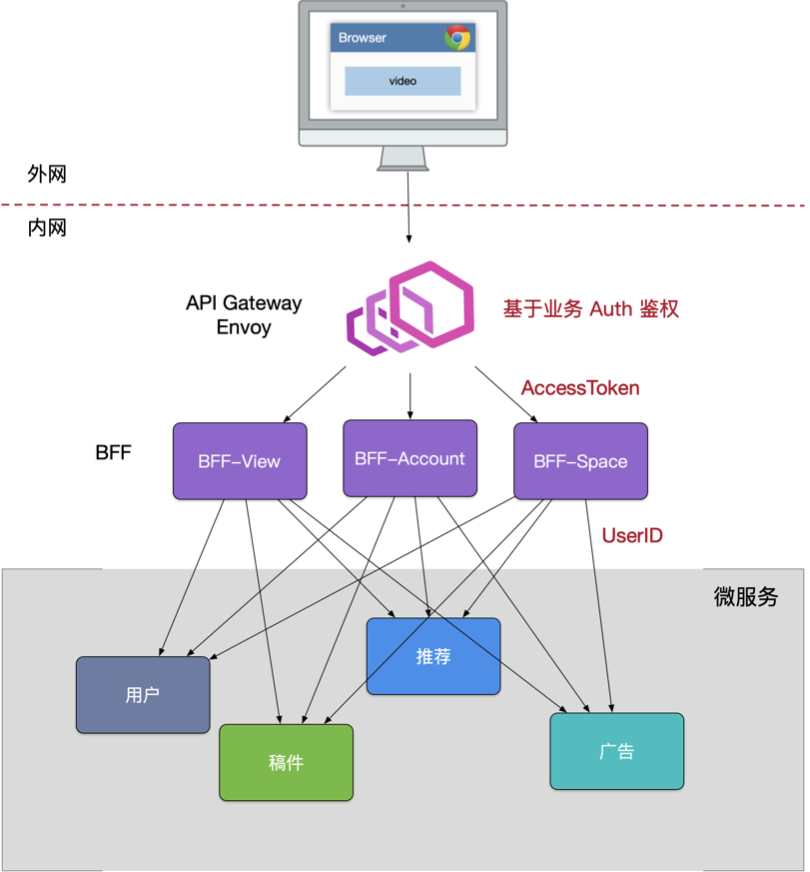 Browser
video
外网
内网
API Gateway
Envoy
基于业务 Auth 鉴权
AccessToken
BFF
BFF-View
BFF-Account
BFF-Space
UserID
微服务
推荐
用户
稿件
广告